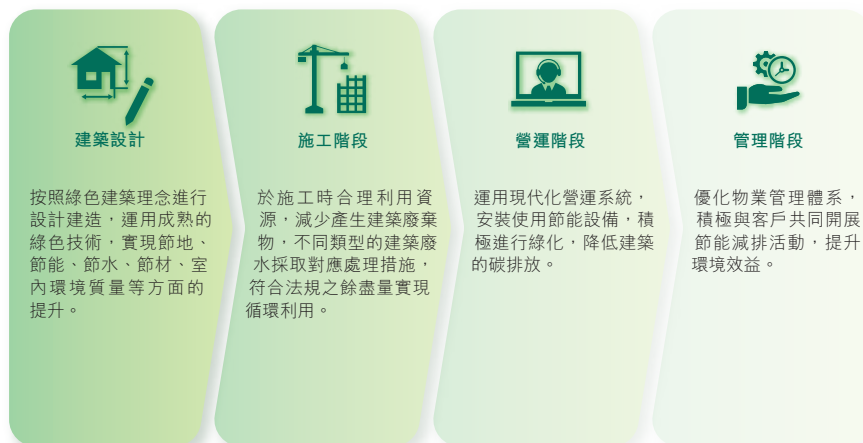 建築設計
按照綠色建築理念進行
設計建造，運用成熟的
綠色技術，實現節地、
節能、節水、節材、室
內環境質量等方面的
提升。
施工階段
於施工時合理利用資
源，減少產生建築廢棄
物，不同類型的建築廢
水採取對應處理措施，
符合法規之餘盡量實現
循環利用。
營運階段
運用現代化營運系統，
安裝使用節能設備，積
極進行綠化，降低建築
的碳排放。
管理階段
優化物業管理體系，
積極與客戶共同開展
節能減排活動，提升
環境效益。